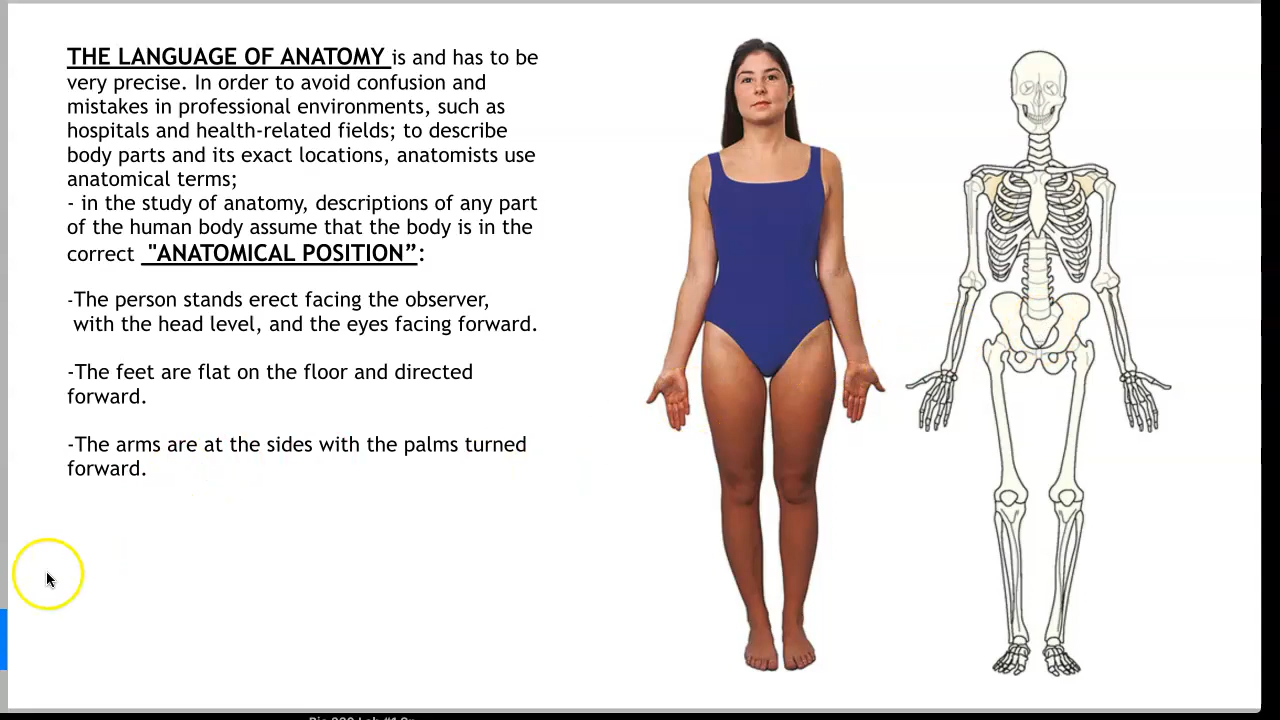 THE LANGUAGE OF ANATOMY is and has to be
very precise. In order to avoid confusion and
mistakes in professional environments, such as
hospitals and health-related fields; to describe
body parts and its exact locations, anatomists use
anatomical terms;
- in the study of anatomy, descriptions of any part
of the human body assume that the body is in the
correct "ANATOMICAL POSITION”:
-The person stands erect facing the observer,
with the head level, and the eyes facing forward.
-The feet are flat on the floor and directed
forward.
-The arms are at the sides with the palms turned
forward.